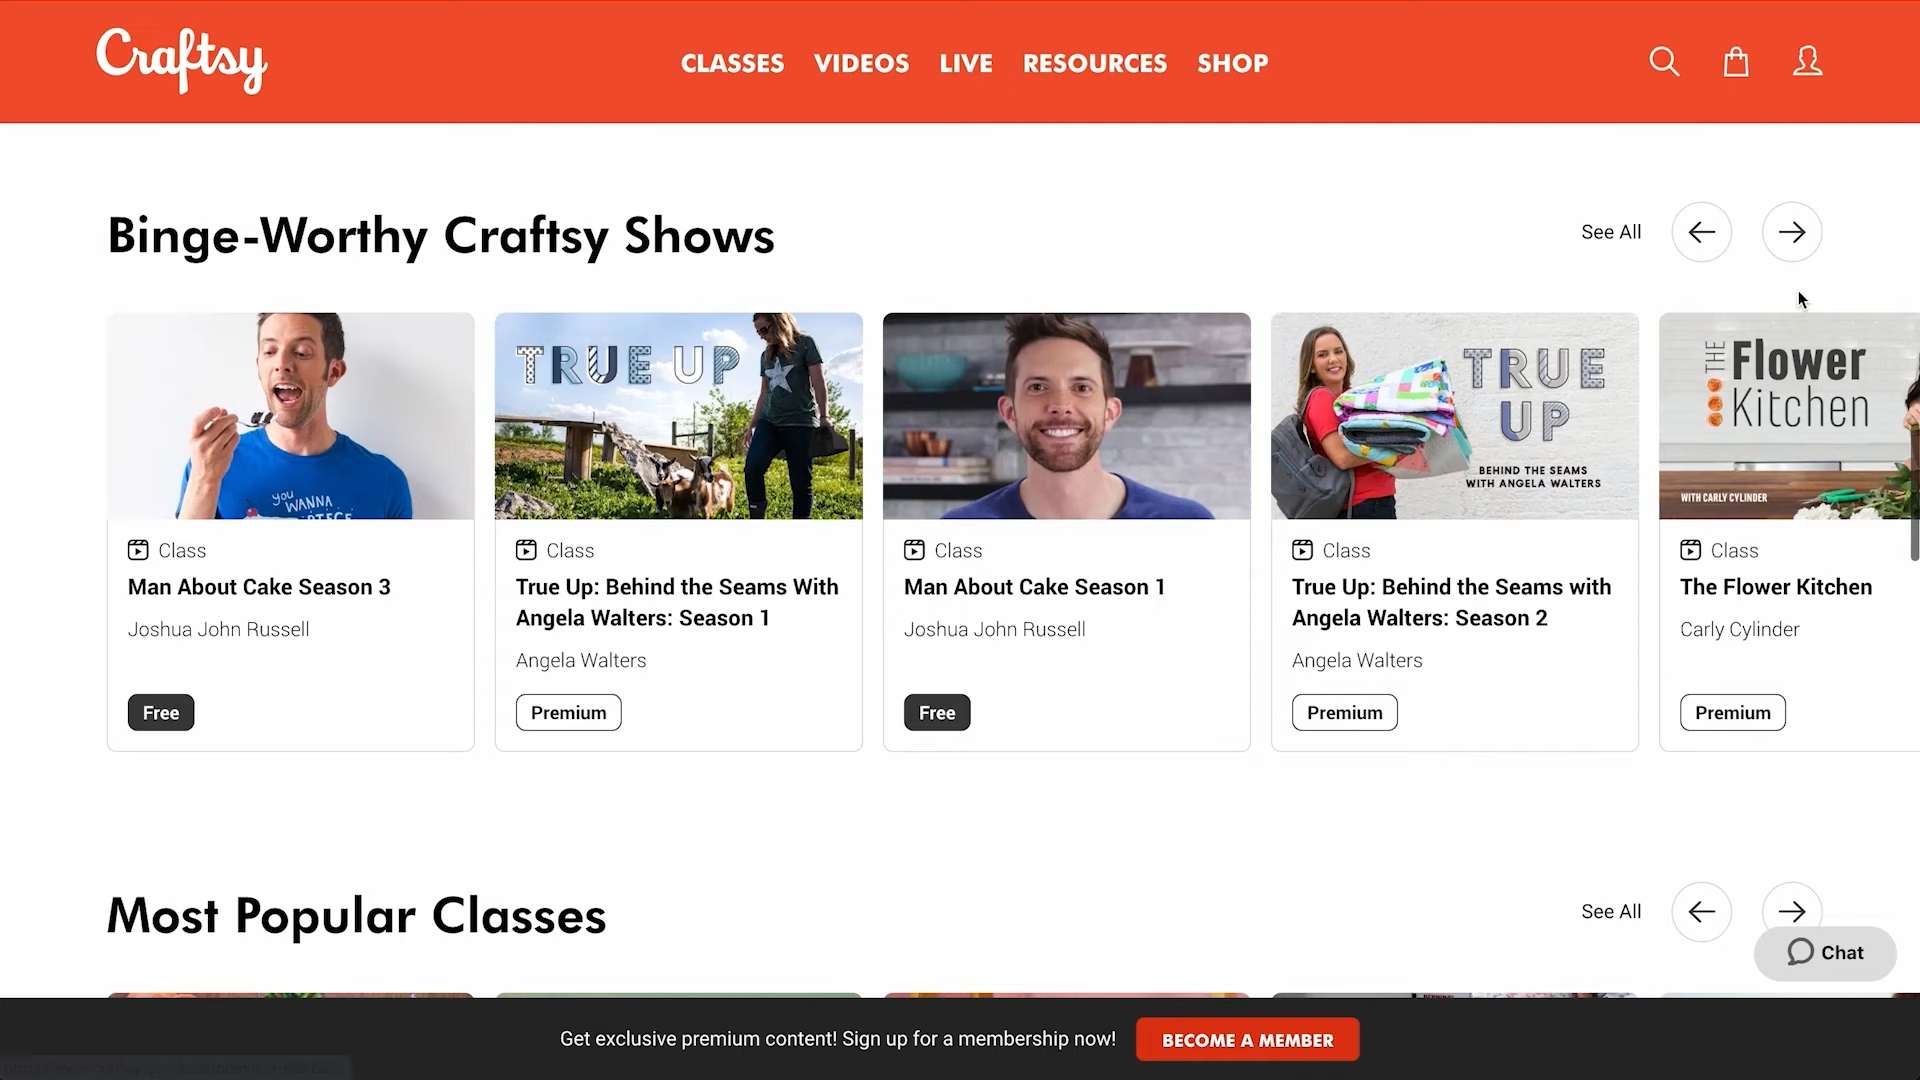 Craftsy
CLASSES VIDEOS LIVE RESOURCES SHOP
Binge-Worthy Craftsy Shows
See All
you
WANNA
TRUE UP
TRUE
UP
BEHIND THE SEAMS
WITH ANGELA WALTERS
THE Flower
Kitchen
WITH CARLY CYLINDER
Class
Man About Cake Season 3
Joshua John Russell
Free
Class
True Up: Behind the Seams With
Angela Walters: Season 1
Angela Walters
Premium
Class
Man About Cake Season 1
Joshua John Russell
Free
Class
True Up: Behind the Seams with
Angela Walters: Season 2
Angela Walters
Premium
Class
The Flower Kitchen
Carly Cylinder
Premium
Most Popular Classes
See All
Chat
Get exclusive premium content! Sign up for a membership now!
BECOME A MEMBER